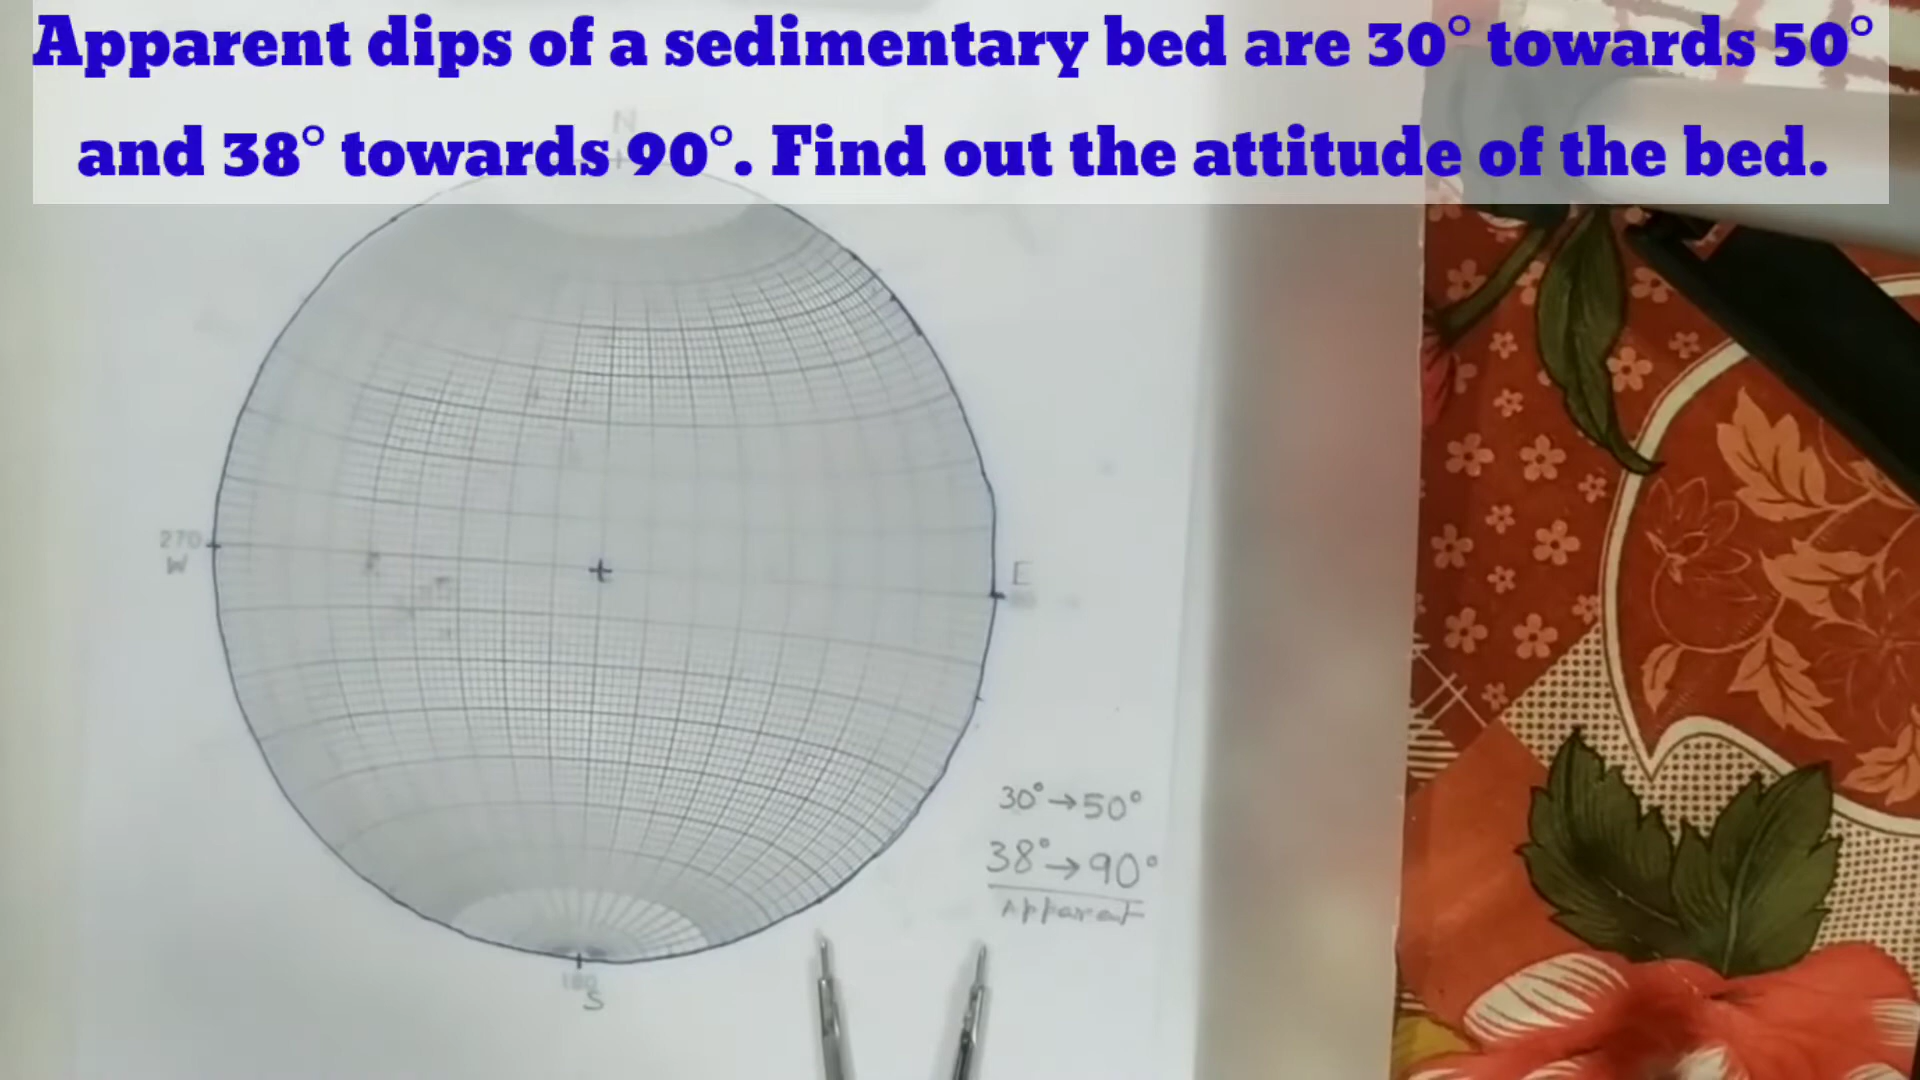 Apparent dips of a sedimentary bed are 30° towards 50°
and 38° towards 90°. Find out the attitude of the bed.
N
270
W
E
30°→50°
38°→90°
Apparent
180
S